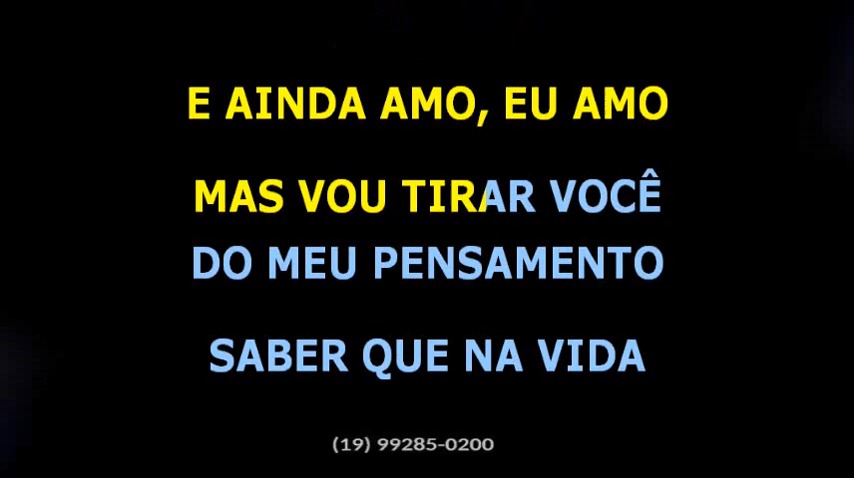 E AINDA AMO, EU AMO
MAS VOU TIRAR VOCÊ
DO MEU PENSAMENTO
SABER QUE NA VIDA
(19) 99285-0200